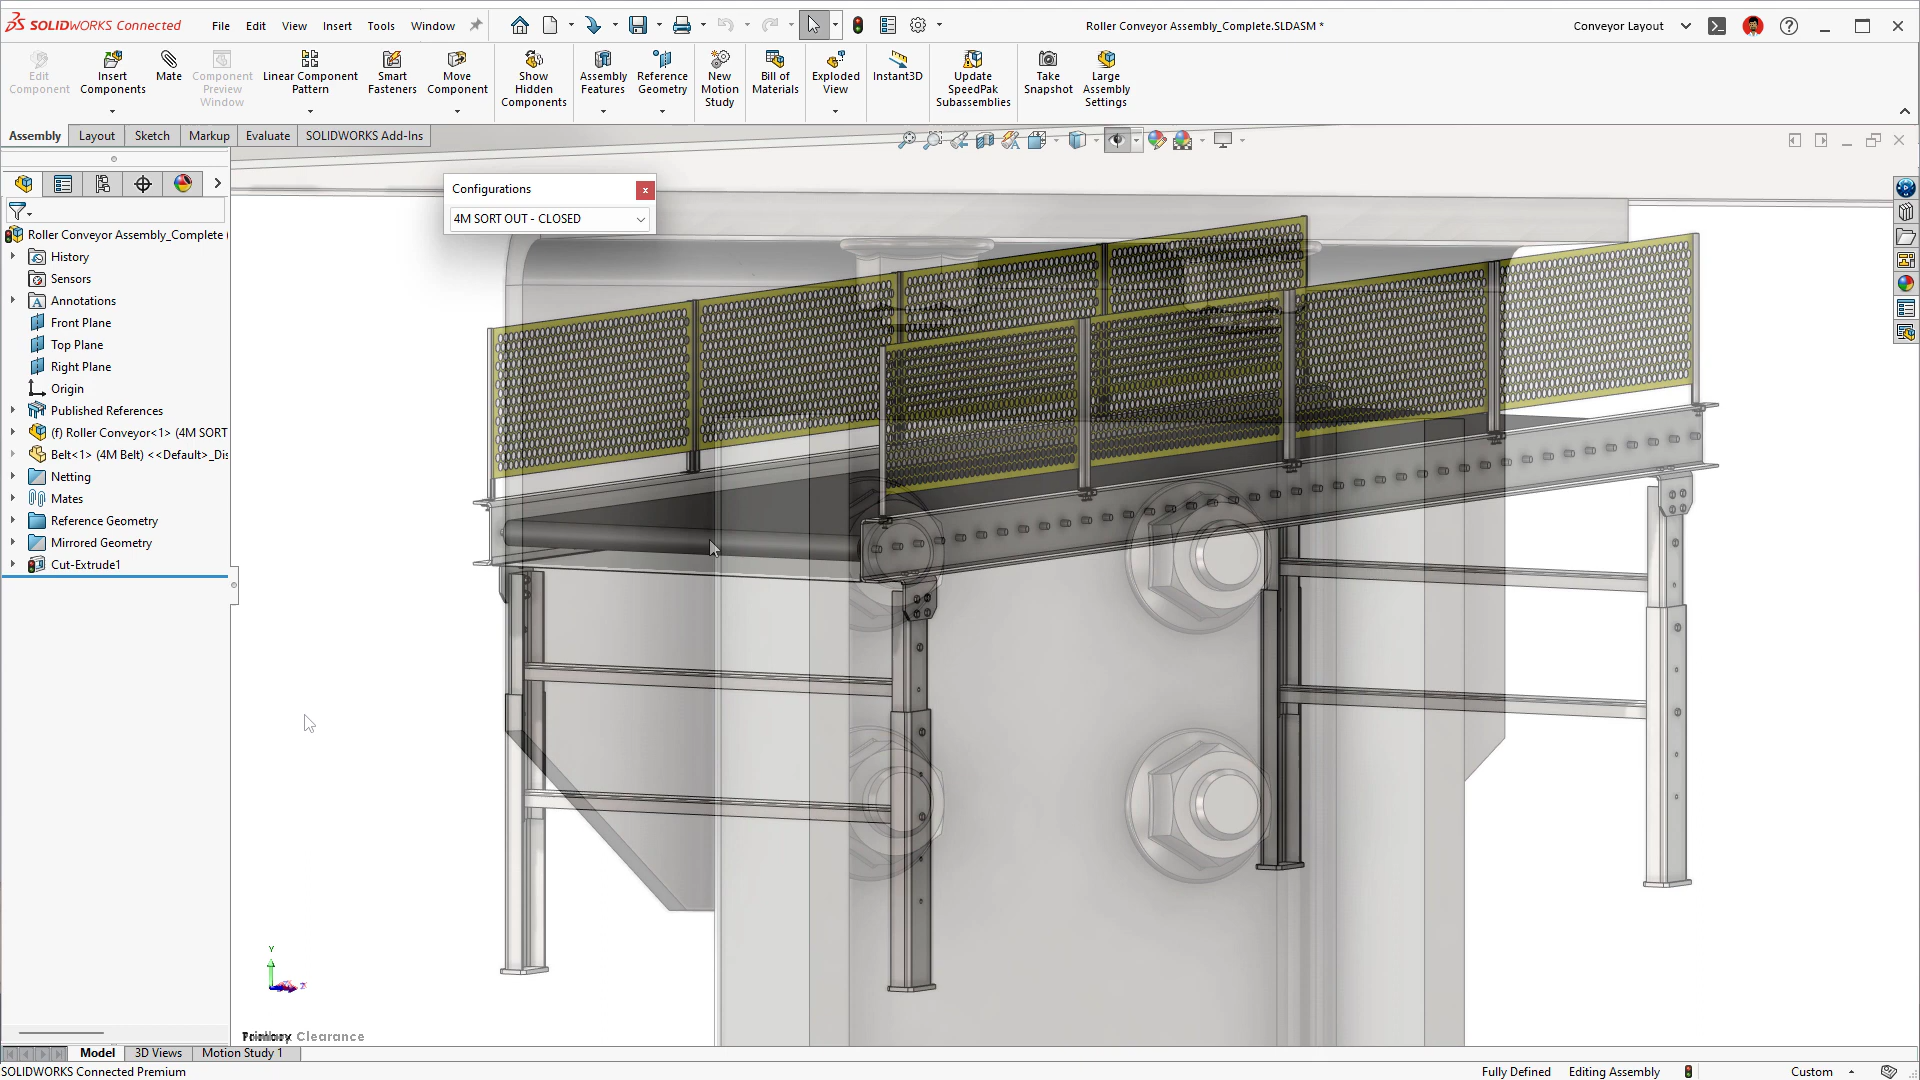 SOLIDWORKS Connected File Edit View Insert Tools Window Roller Conveyor Assembly_Complete.SLDASM * Conveyor Layout
Edit Component
Insert Components
Mate
Component Preview Window
Linear Component Pattern
Smart Fasteners
Move Component
Show Hidden Components
Assembly Features
Reference Geometry
New Motion Study
Bill of Materials
Exploded View
Instant3D
Update SpeedPak Subassemblies
Take Snapshot
Large Assembly Settings
Assembly Layout Sketch Markup Evaluate SOLIDWORKS Add-Ins
Configurations
4M SORT OUT - CLOSED
Roller Conveyor Assembly_Complete (
History
Sensors
Annotations
Front Plane
Top Plane
Right Plane
Origin
Published References
(f) Roller Conveyor<1> (4M SORT
Belt<1> (4M Belt) <<Default>_Dis
Netting
Mates
Reference Geometry
Mirrored Geometry
Cut-Extrude1
Y
Z
Clearance
Model 3D Views Motion Study 1
SOLIDWORKS Connected Premium Fully Defined Editing Assembly Custom